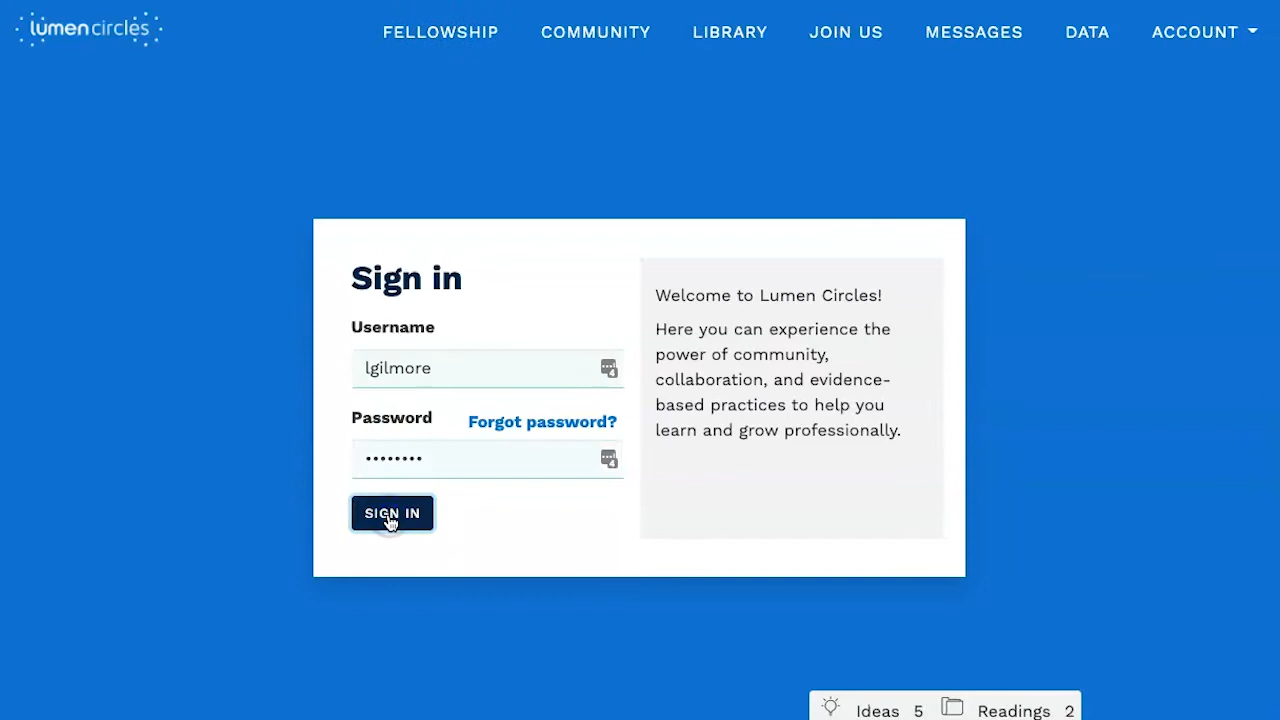 lumen circles
FELLOWSHIP COMMUNITY LIBRARY JOIN US MESSAGES DATA ACCOUNT
Sign in
Username
lgilmore
4
Password Forgot password?
••••••••
4
SIGN IN
Welcome to Lumen Circles!
Here you can experience the
power of community,
collaboration, and evidence-
based practices to help you
learn and grow professionally.
Ideas 5 Readings 2